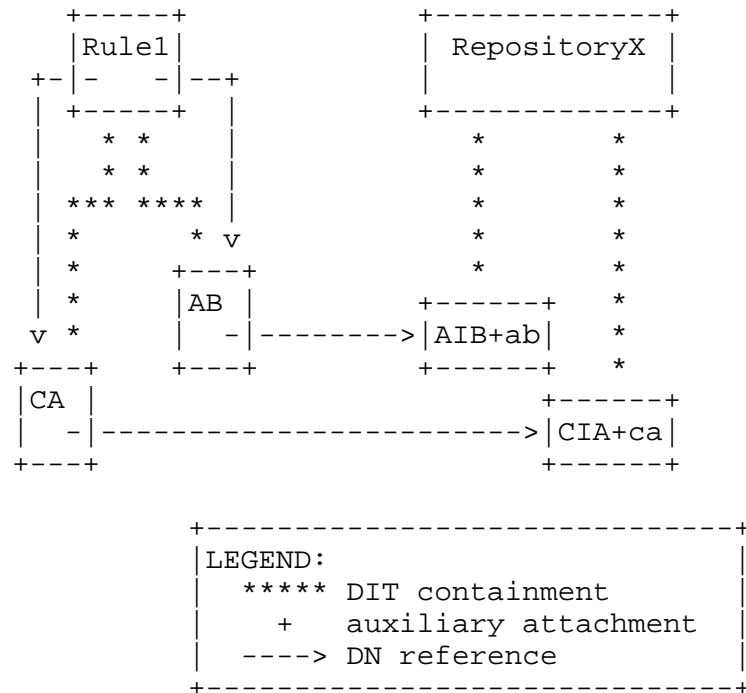 Rule1 RepositoryX
AB
AIB+ab
CA
CIA+ca
LEGEND:
***** DIT containment
+ auxiliary attachment
----> DN reference